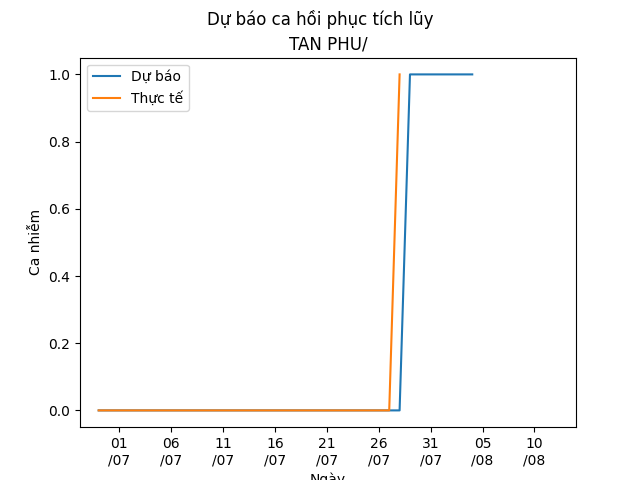 Dự báo ca hồi phục tích lũy
TAN PHU/
Dự báo
Thực tế
Ca nhiễm
1.0
0.8
0.6
0.4
0.2
0.0
01 06 11 16 21 26 31 05 10
/07 /07 /07 /07 /07 /07 /07 /08 /08
Ngày